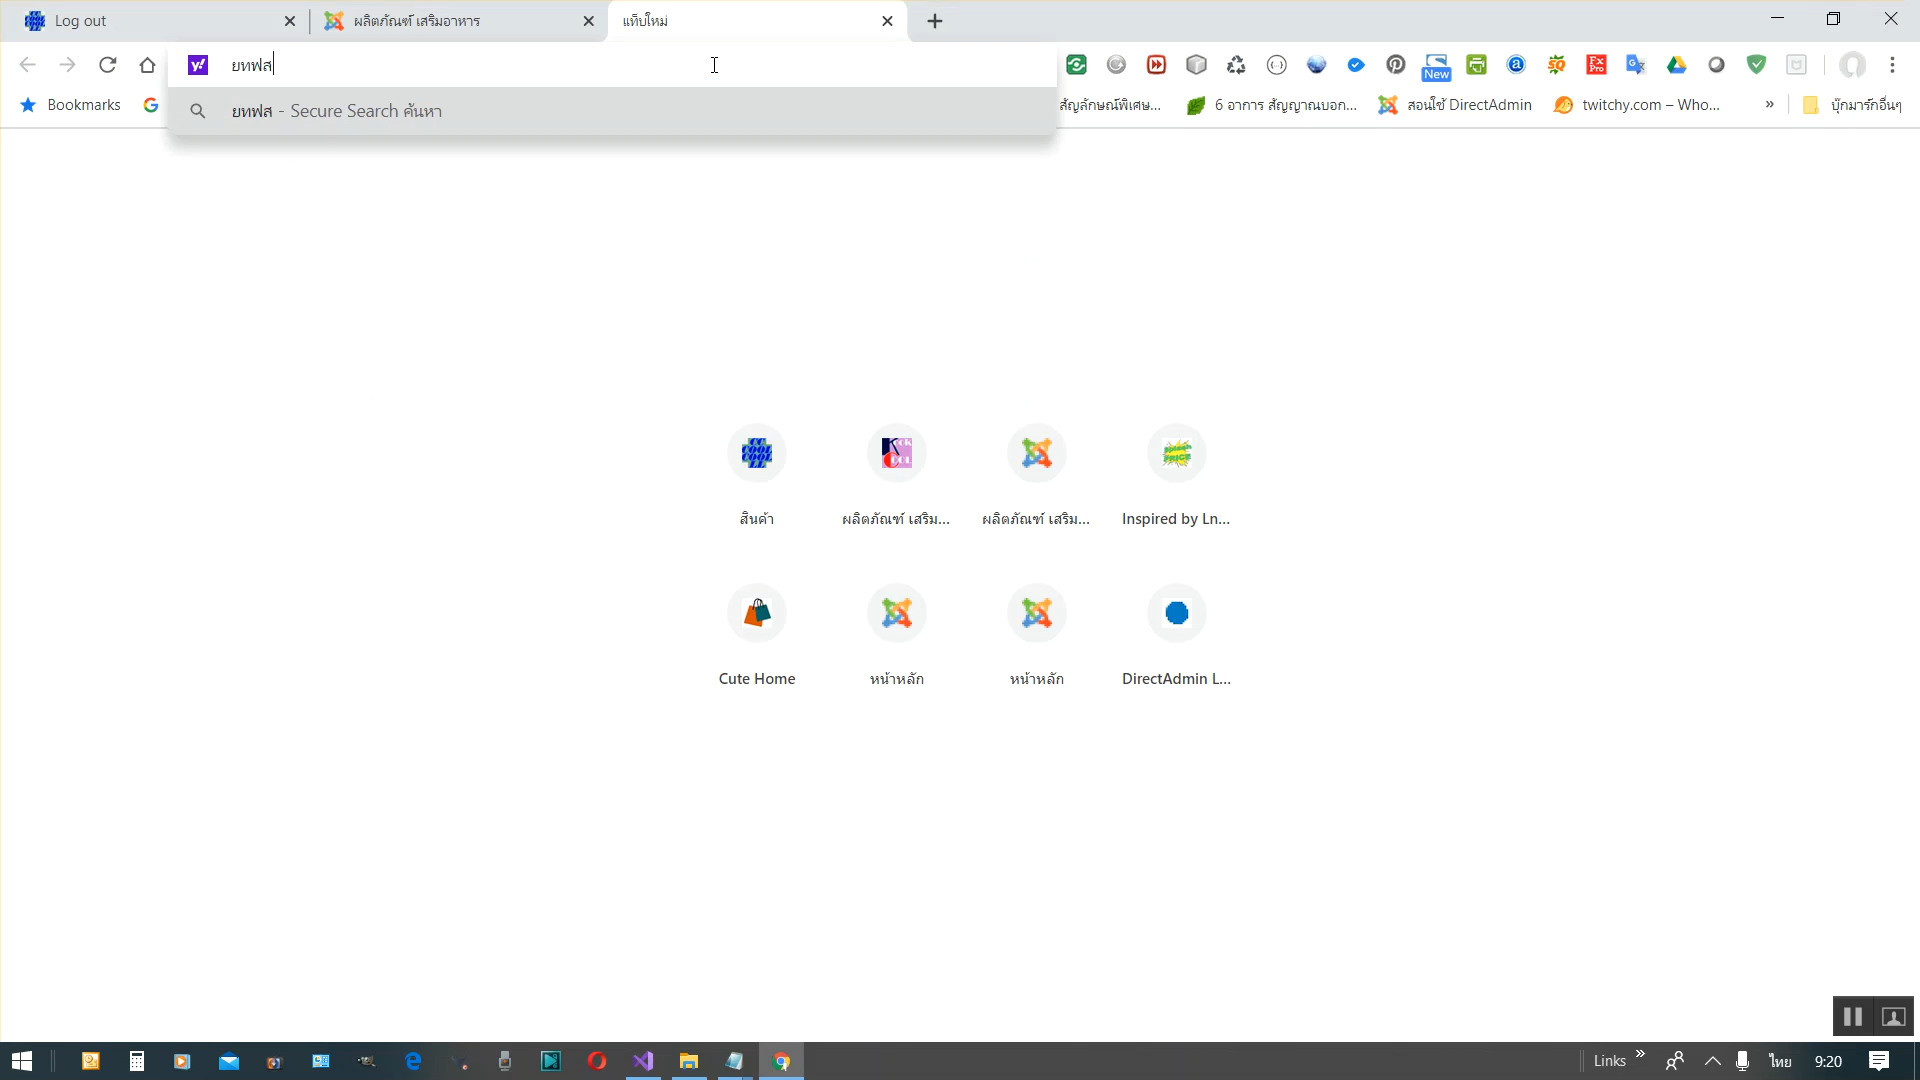 Log out
ผลิตภัณฑ์ เสริมอาหาร
แท็บใหม่
y!
ยทฟส
New
Fx
Pro
ยทฟส - Secure Search ค้นหา
Bookmarks
สัญลักษณ์พิเศษ...
6 อาการ สัญญาณบอก...
สอนใช้ DirectAdmin
twitchy.com – Who...
»
บุ๊กมาร์กอื่นๆ
สินค้า
ผลิตภัณฑ์ เสริม...
ผลิตภัณฑ์ เสริม...
Inspired by Ln...
Cute Home
หน้าหลัก
หน้าหลัก
DirectAdmin L...
Links
»
ไทย
9:20